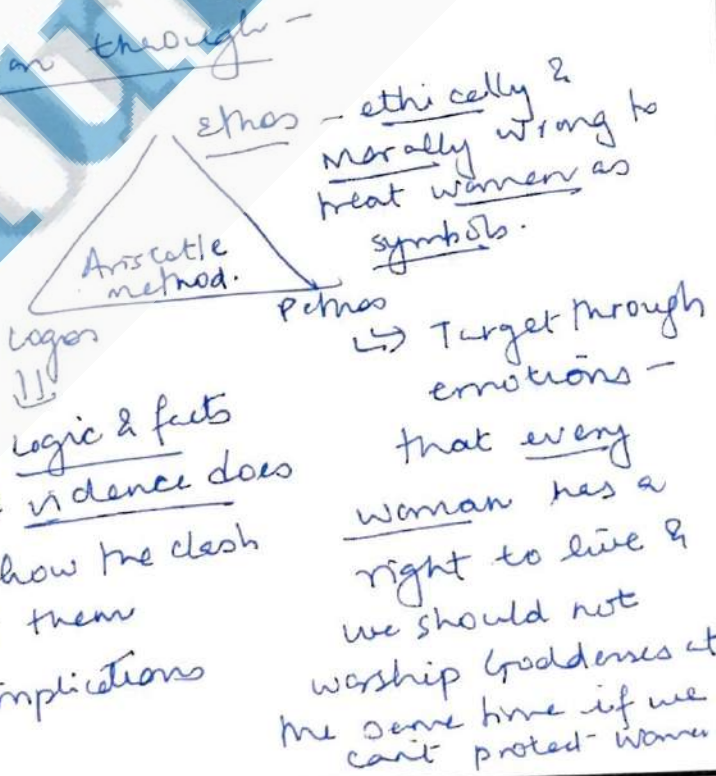 an through -
Ethos - ethically &
morally wrong to
treat women as
symbols.
Aristotle
method.
Logos
Pathos
Logic & facts
vidence does
how the clash
them
implications
↳ Target through
emotions -
that every
woman has a
right to live &
we should not
worship Goddesses at
the same time if we
can't protect women